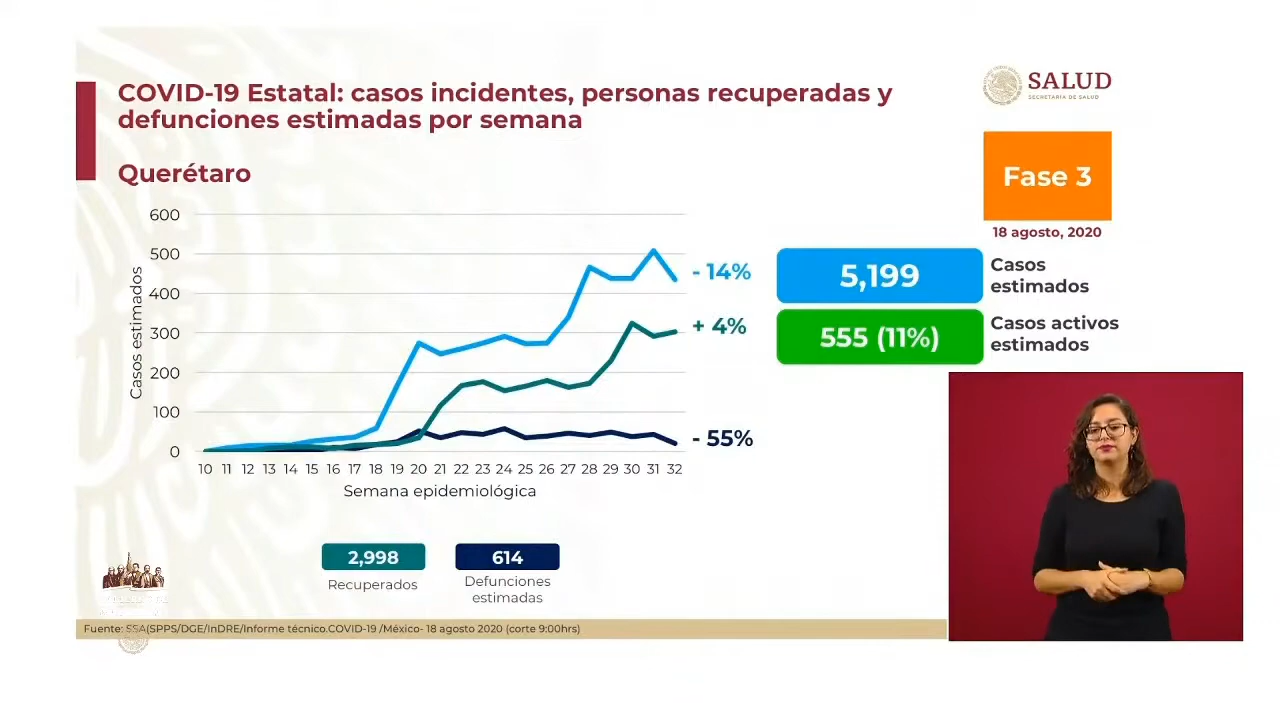 COVID-19 Estatal: casos incidentes, personas recuperadas y
defunciones estimadas por semana
Querétaro
SALUD
SECRETARÍA DE SALUD
Fase 3
18 agosto, 2020
5,199
Casos
estimados
555 (11%)
Casos activos
estimados
Casos estimados
600
500
400
300
200
100
0
- 14%
+ 4%
- 55%
10 11 12 13 14 15 16 17 18 19 20 21 22 23 24 25 26 27 28 29 30 31 32
Semana epidemiológica
2,998
Recuperados
614
Defunciones
estimadas
Fuente: SSA(SPPS/DGE/InDRE/Informe técnico.COVID-19 /México- 18 agosto 2020 (corte 9:00hrs)